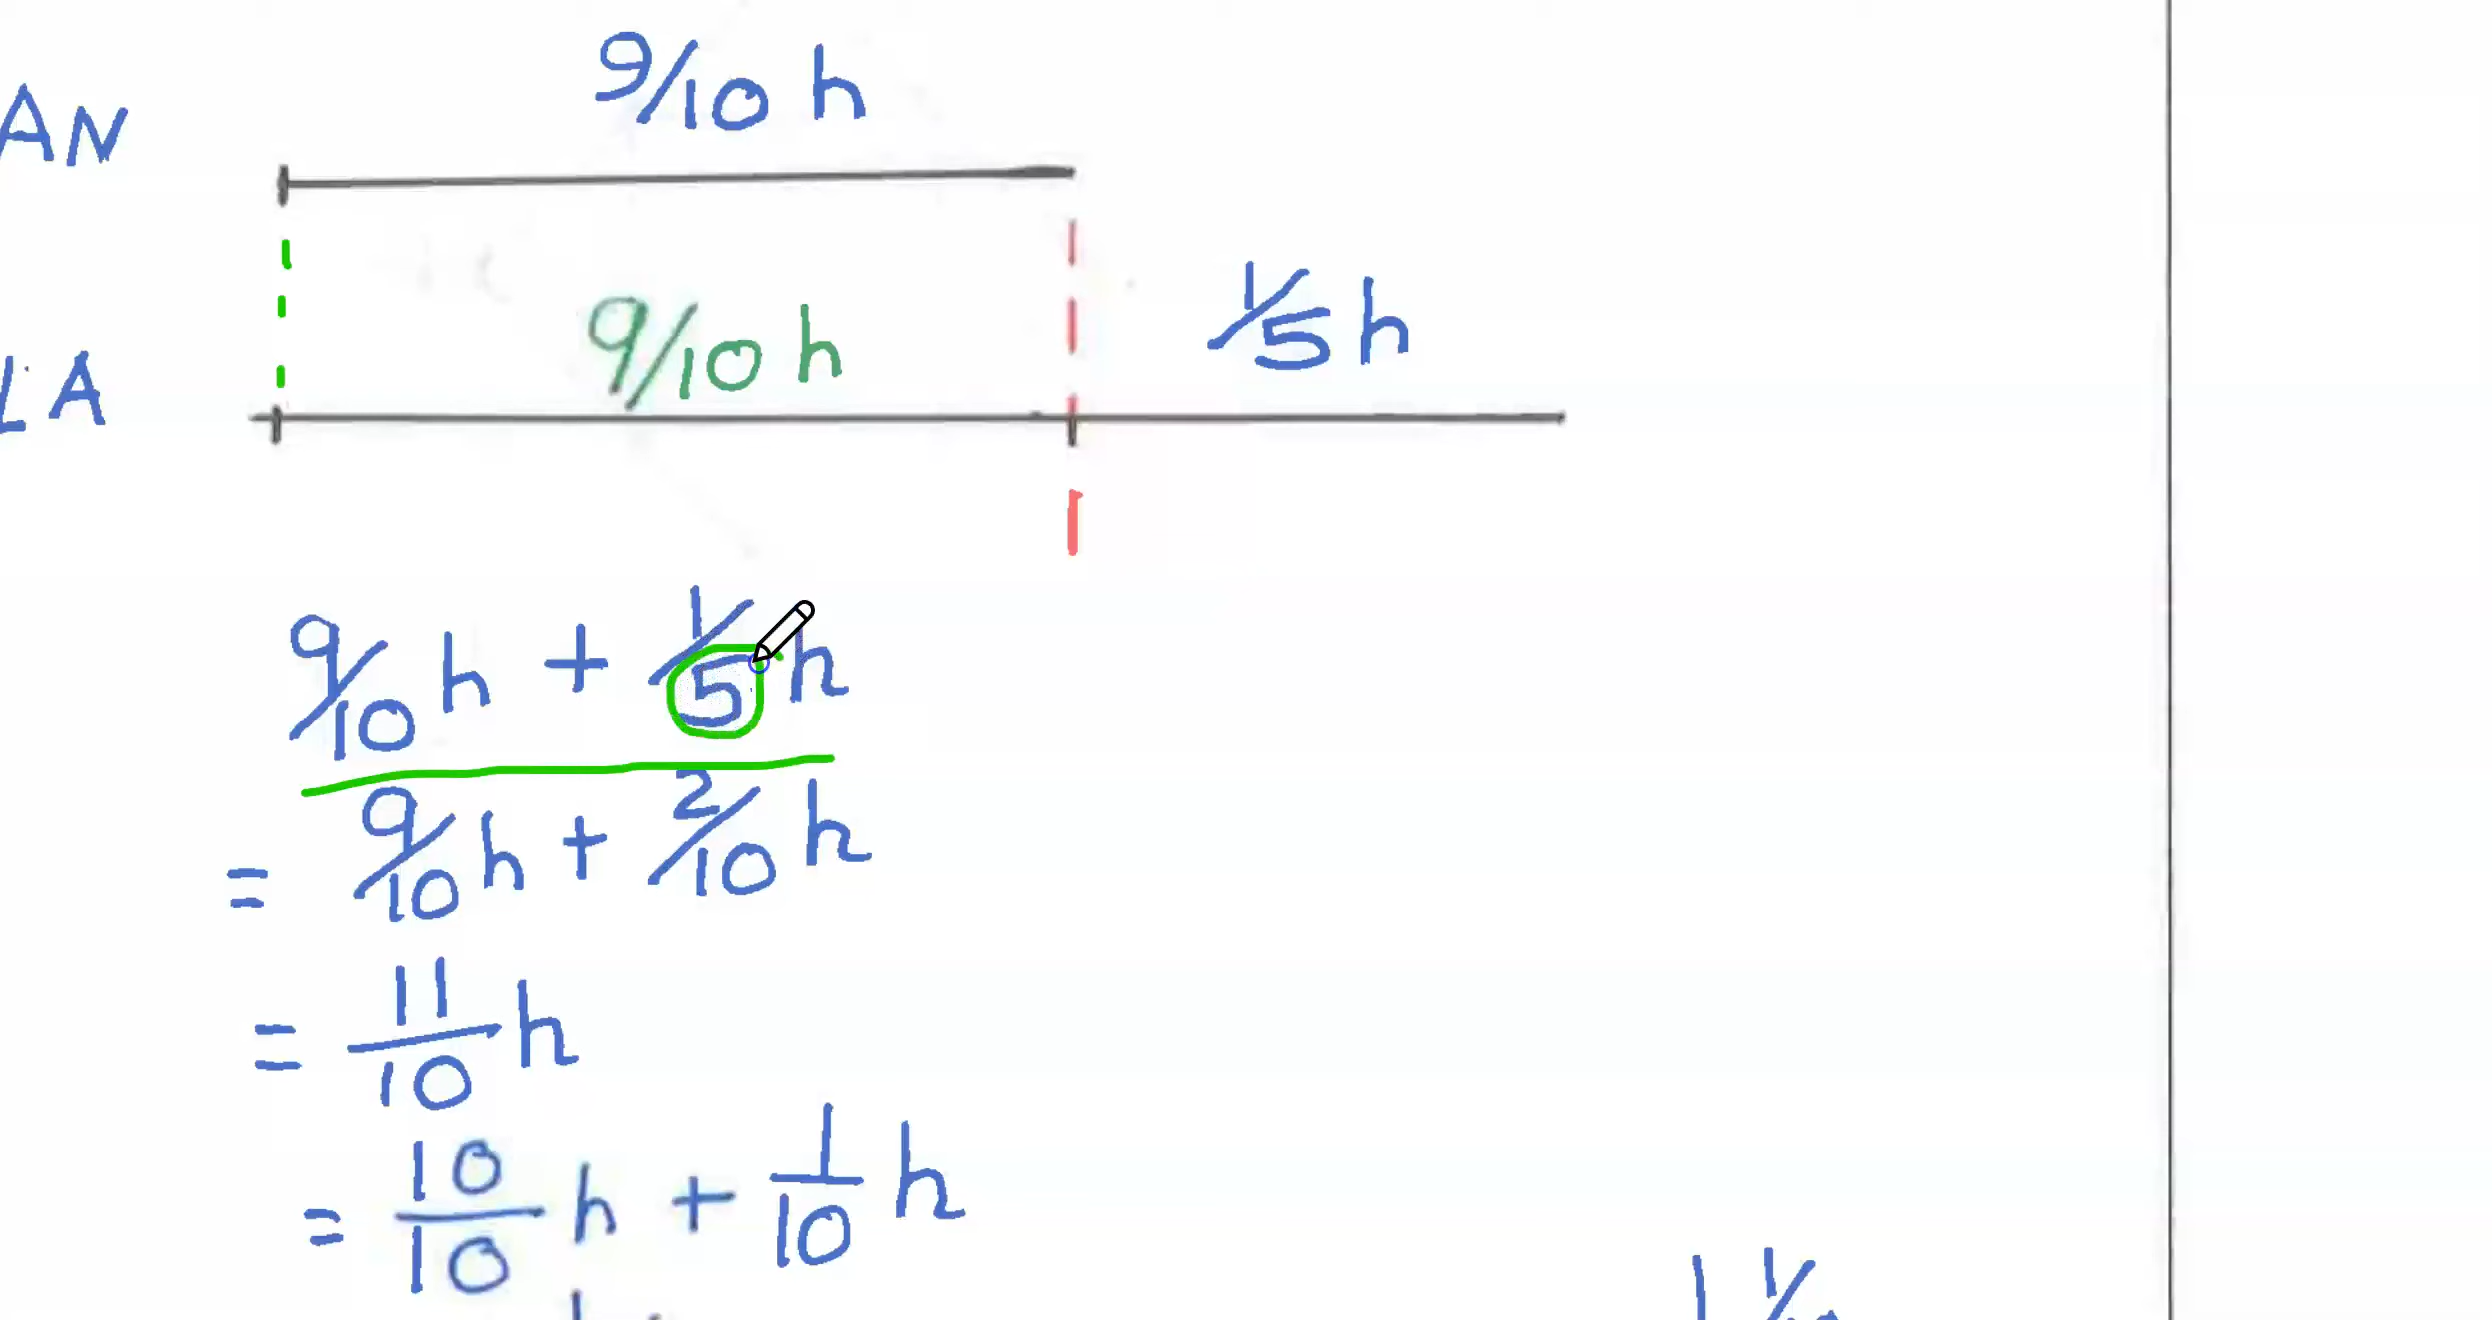 9/10 h
AN
9/10 h
1/5 h
LA
9/10 h + 1/5 h
= 9/10 h + 2/10 h
= 11/10 h
= 10/10 h + 1/10 h